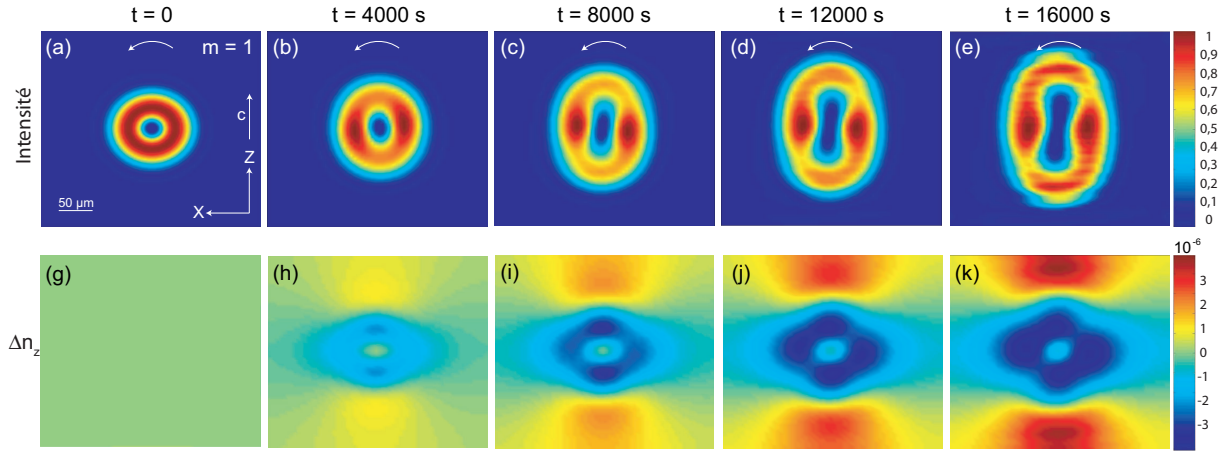 t = 0 t = 4000 s t = 8000 s t = 12000 s t = 16000 s
Intensité
(a) m = 1 (b) (c) (d) (e)
c
Z
X
50 µm
1
0,9
0,8
0,7
0,6
0,5
0,4
0,3
0,2
0,1
0
Δnz
(g) (h) (i) (j) (k)
10-6
4
3
2
1
0
-1
-2
-3